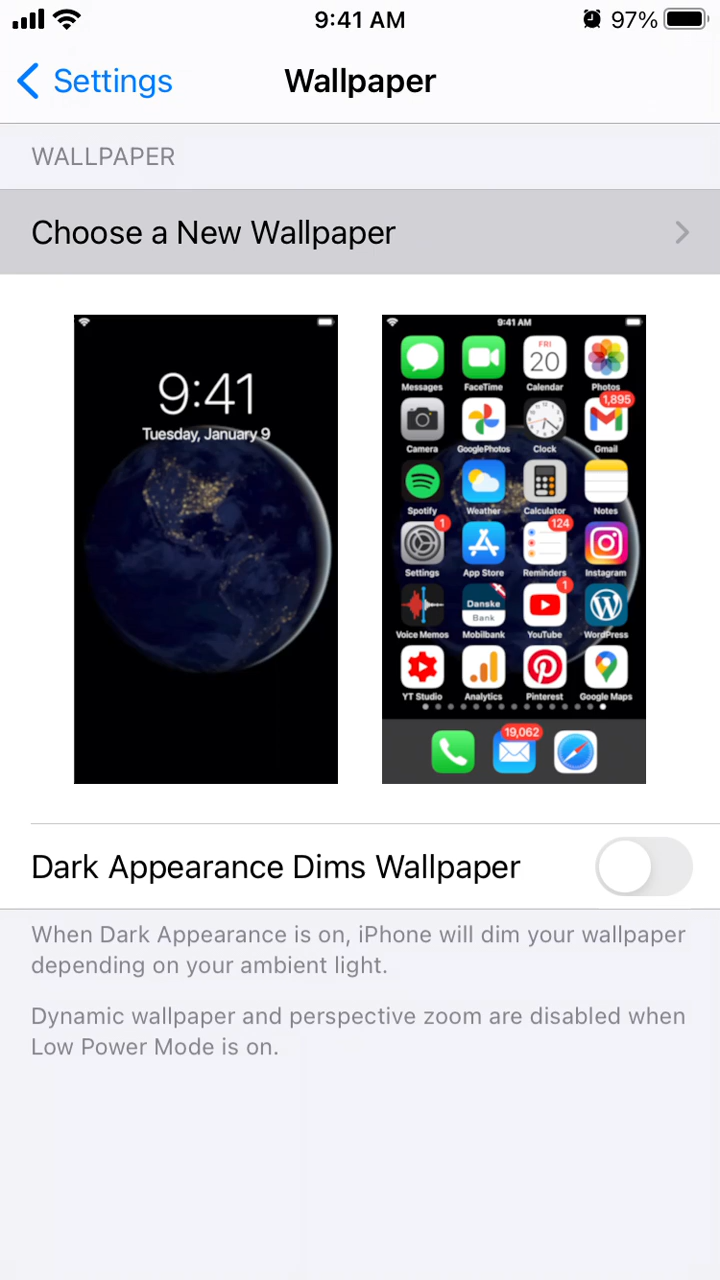 9:41 AM 97%
Settings Wallpaper
WALLPAPER
Choose a New Wallpaper
9:41
Tuesday, January 9
9:41 AM
FRI
20
Messages FaceTime Calendar Photos
1,895
Camera Google Photos Clock Gmail
Spotify Weather Calculator Notes
1 124
Settings App Store Reminders Instagram
1
Danske
Bank
Voice Memos Mobilbank YouTube WordPress
YT Studio Analytics Pinterest Google Maps
19,062
Dark Appearance Dims Wallpaper
When Dark Appearance is on, iPhone will dim your wallpaper
depending on your ambient light.
Dynamic wallpaper and perspective zoom are disabled when
Low Power Mode is on.